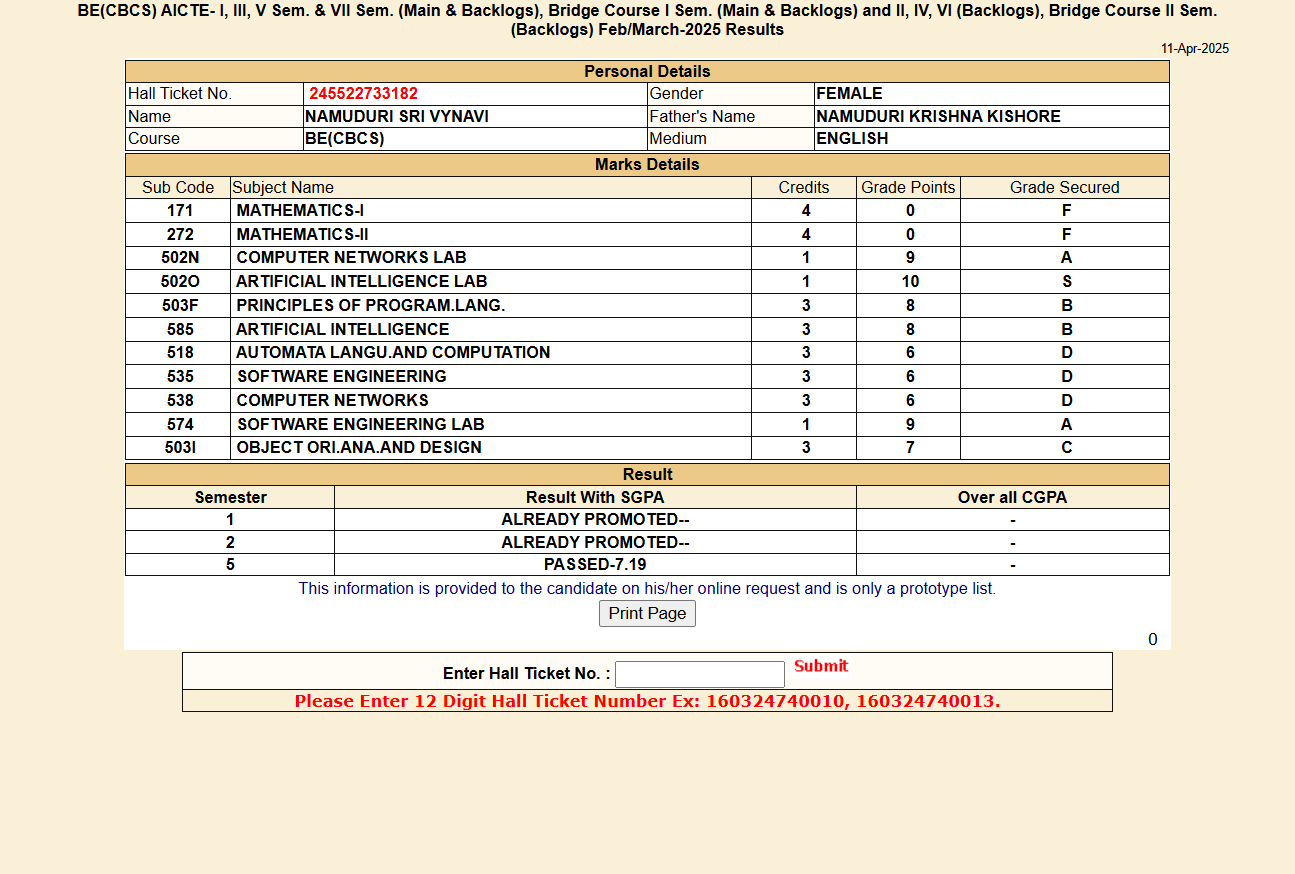 BE(CBCS) AICTE- I, III, V Sem. & VII Sem. (Main & Backlogs), Bridge Course I Sem. (Main & Backlogs) and II, IV, VI (Backlogs), Bridge Course II Sem.
(Backlogs) Feb/March-2025 Results
11-Apr-2025
Personal Details
Hall Ticket No. 245522733182 Gender FEMALE
Name NAMUDURI SRI VYNAVI Father's Name NAMUDURI KRISHNA KISHORE
Course BE(CBCS) Medium ENGLISH
Marks Details
Sub Code Subject Name Credits Grade Points Grade Secured
171 MATHEMATICS-I 4 0 F
272 MATHEMATICS-II 4 0 F
502N COMPUTER NETWORKS LAB 1 9 A
502O ARTIFICIAL INTELLIGENCE LAB 1 10 S
503F PRINCIPLES OF PROGRAM.LANG. 3 8 B
585 ARTIFICIAL INTELLIGENCE 3 8 B
518 AUTOMATA LANGU.AND COMPUTATION 3 6 D
535 SOFTWARE ENGINEERING 3 6 D
538 COMPUTER NETWORKS 3 6 D
574 SOFTWARE ENGINEERING LAB 1 9 A
503I OBJECT ORI.ANA.AND DESIGN 3 7 C
Result
Semester Result With SGPA Over all CGPA
1 ALREADY PROMOTED-- -
2 ALREADY PROMOTED-- -
5 PASSED-7.19 -
This information is provided to the candidate on his/her online request and is only a prototype list.
Print Page
0
Enter Hall Ticket No. : Submit
Please Enter 12 Digit Hall Ticket Number Ex: 160324740010, 160324740013.